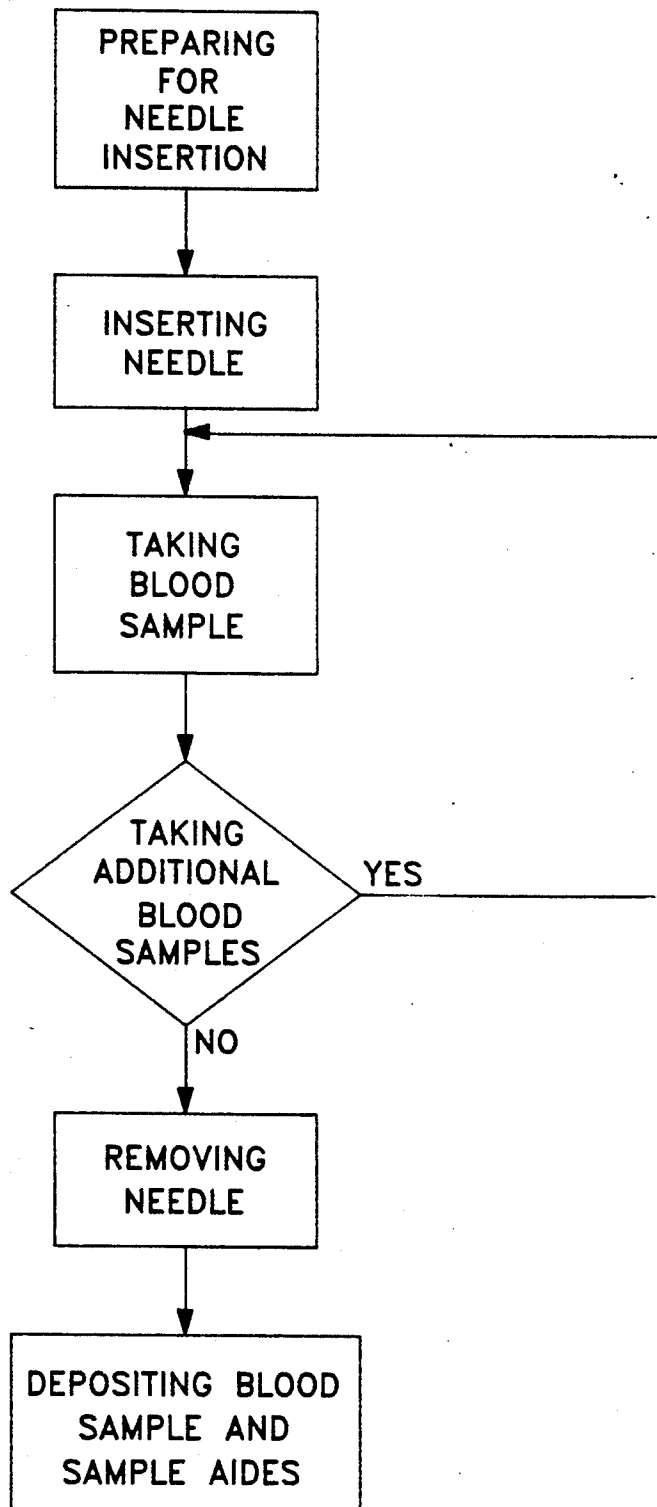 PREPARING
FOR
NEEDLE
INSERTION
INSERTING
NEEDLE
TAKING
BLOOD
SAMPLE
TAKING
ADDITIONAL
BLOOD
SAMPLES
YES
NO
REMOVING
NEEDLE
DEPOSITING BLOOD
SAMPLE AND
SAMPLE AIDES